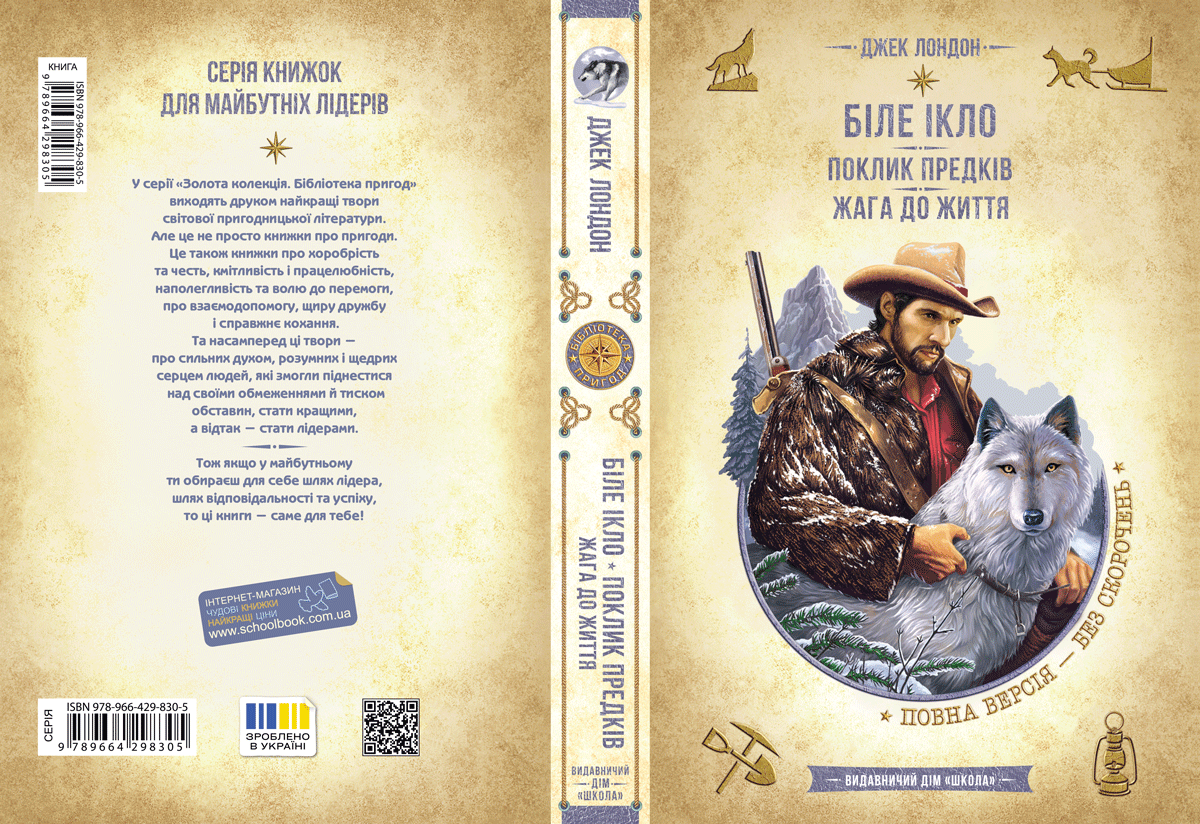 КНИГА
ISBN 978-966-429-830-5
9 789664 298305
СЕРІЯ КНИЖОК
ДЛЯ МАЙБУТНІХ ЛІДЕРІВ
У серії «Золота колекція. Бібліотека пригод»
виходять друком найкращі твори
світової пригодницької літератури.
Але це не просто книжки про пригоди.
Це також книжки про хоробрість
та честь, кмітливість і працелюбність,
наполегливість та волю до перемоги,
про взаємодопомогу, щиру дружбу
і справжнє кохання.
Та насамперед ці твори —
про сильних духом, розумних і щедрих
серцем людей, які змогли піднестися
над своїми обмеженнями й тиском
обставин, стати кращими,
а відтак — стати лідерами.
Тож якщо у майбутньому
ти обираєш для себе шлях лідера,
шлях відповідальності та успіху,
то ці книги — саме для тебе!
ІНТЕРНЕТ-МАГАЗИН
ЧУДОВІ КНИЖКИ
НАЙКРАЩІ ЦІНИ
www.schoolbook.com.ua
СЕРІЯ
ISBN 978-966-429-830-5
9 789664 298305
ЗРОБЛЕНО
В УКРАЇНІ
ДЖЕК ЛОНДОН
БІБЛІОТЕКА
ПРИГОД
БІЛЕ ІКЛО * ПОКЛИК ПРЕДКІВ
ЖАГА ДО ЖИТТЯ
ВИДАВНИЧИЙ
ДІМ
«ШКОЛА»
ДЖЕК ЛОНДОН
БІЛЕ ІКЛО
ПОКЛИК ПРЕДКІВ
ЖАГА ДО ЖИТТЯ
* ПОВНА ВЕРСІЯ — БЕЗ СКОРОЧЕНЬ *
ВИДАВНИЧИЙ ДІМ «ШКОЛА»